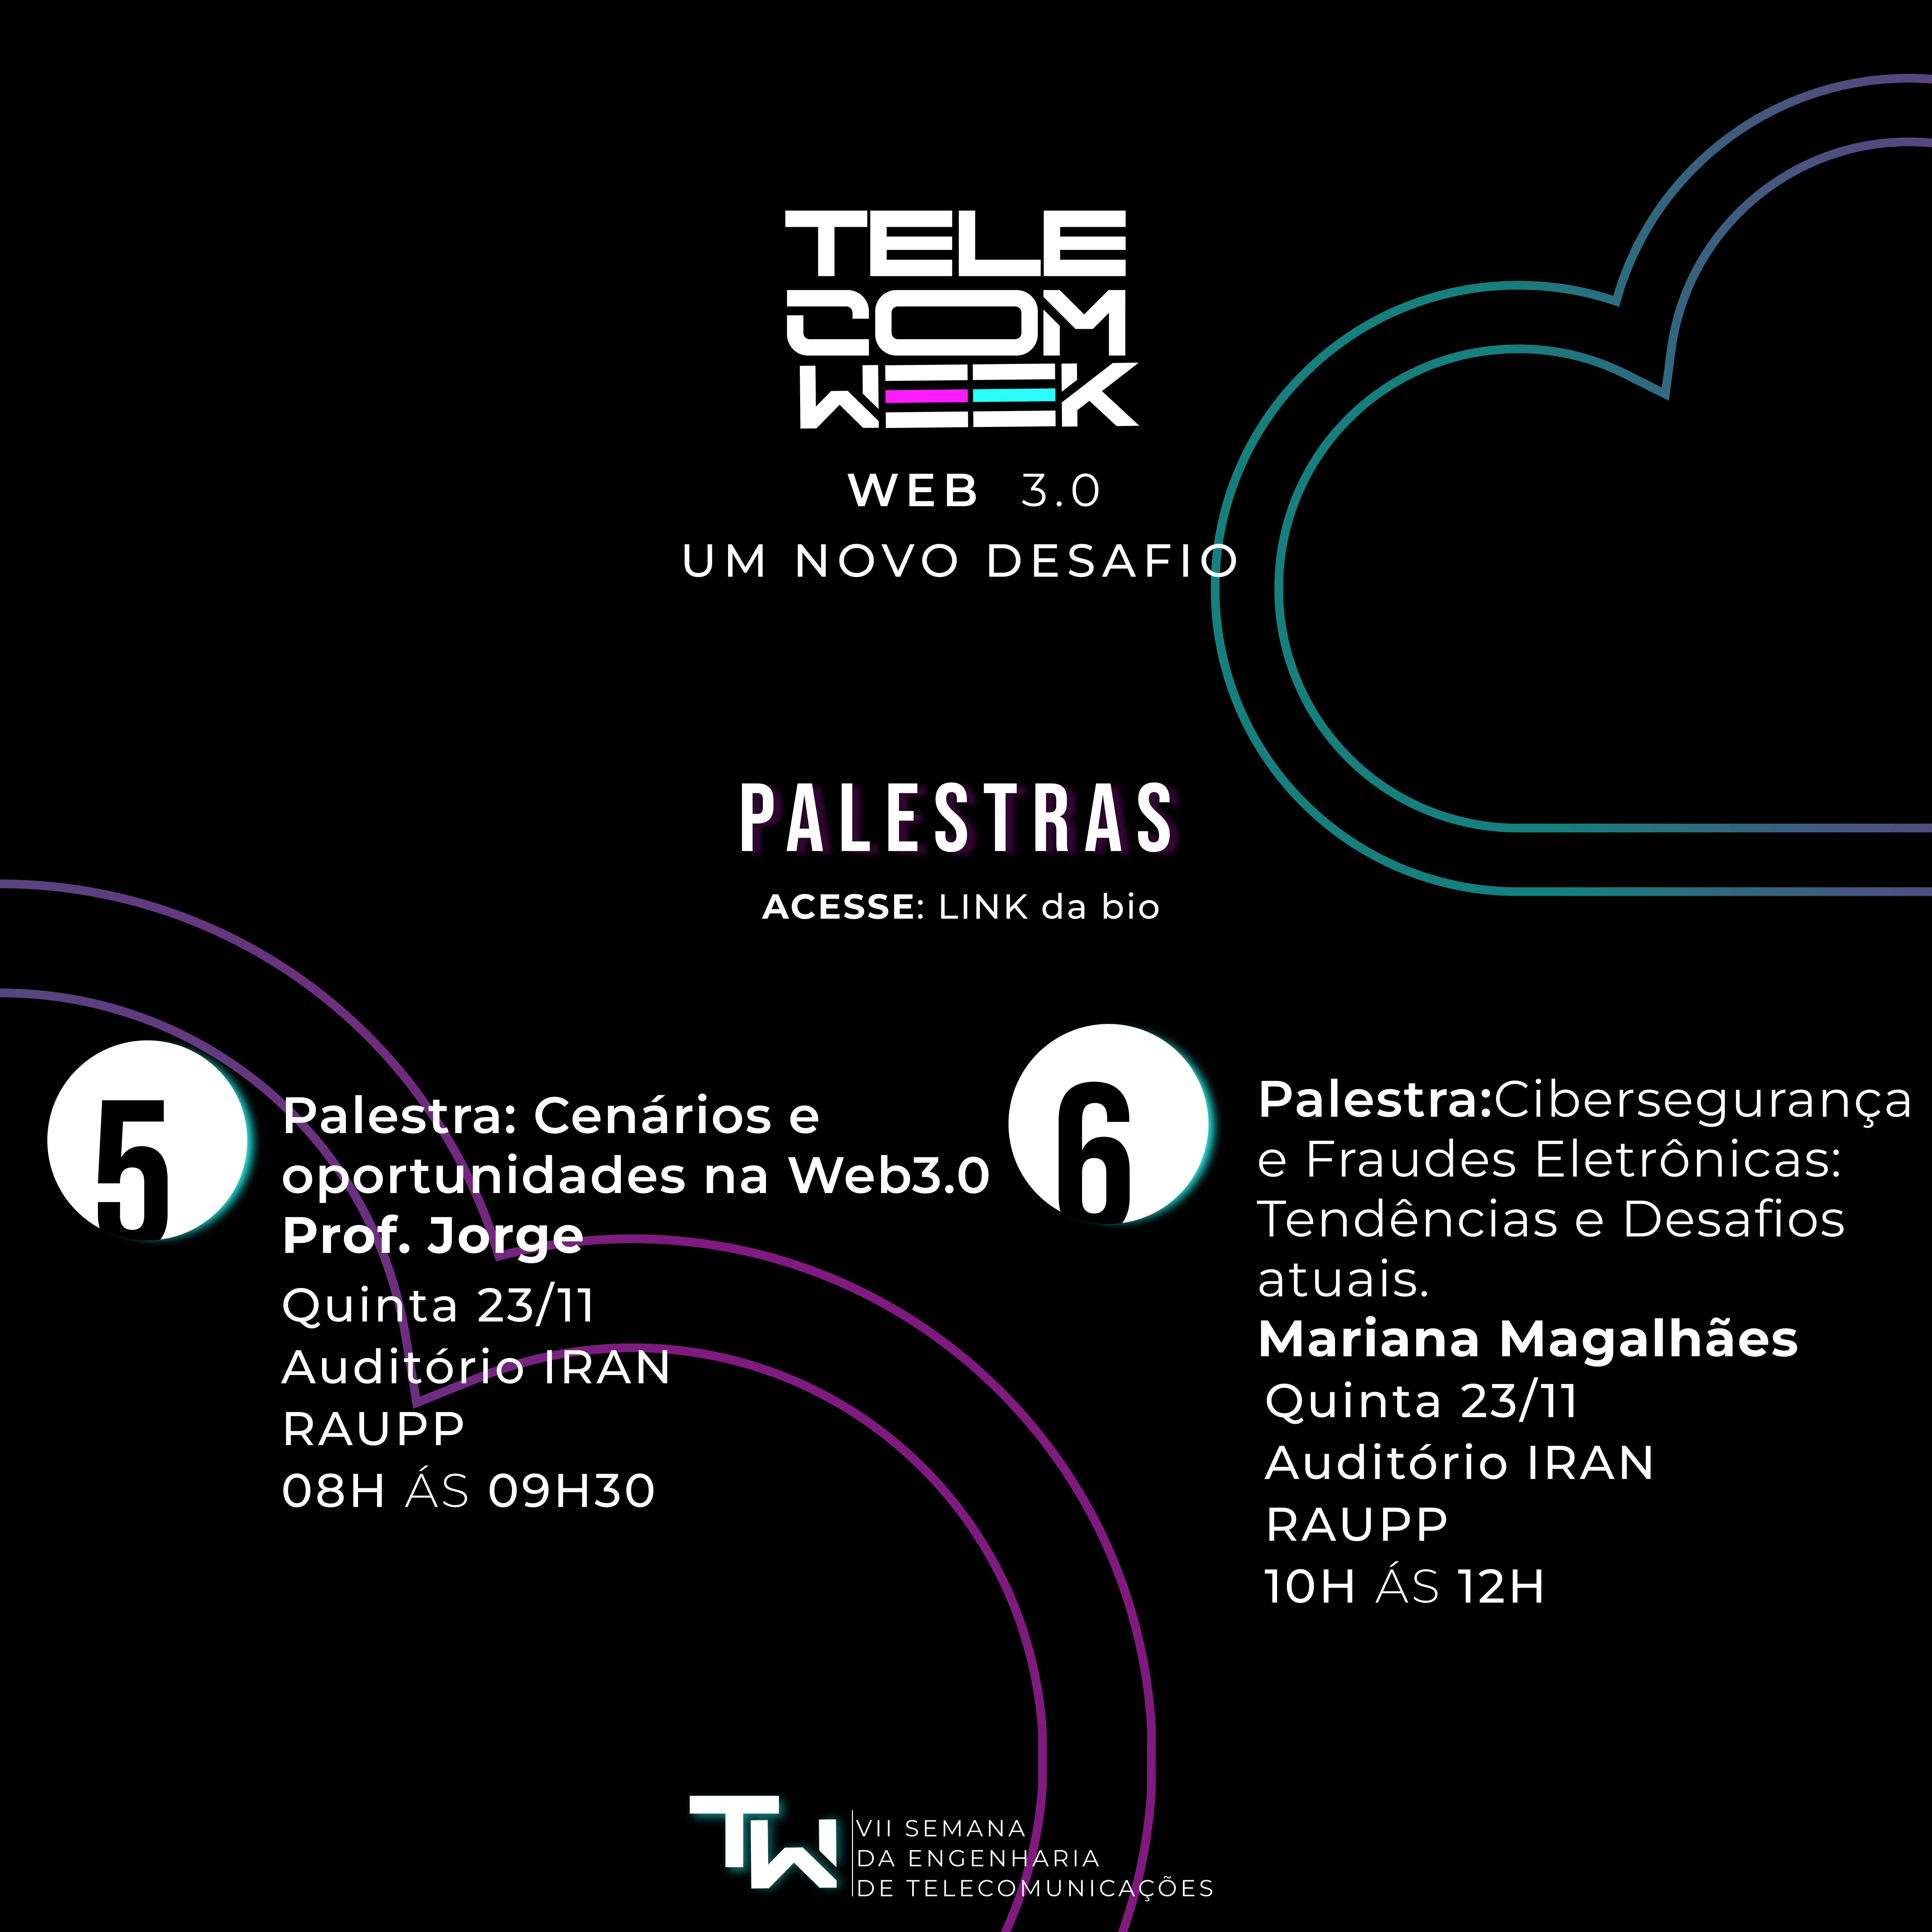 TELE
COM
WEEK
WEB 3.0
UM NOVO DESAFIO
PALESTRAS
ACESSE: LINK da bio
5
Palestra: Cenários e
oportunidades na Web3.0
Prof. Jorge
Quinta 23/11
Auditório IRAN
RAUPP
08H ÁS 09H30
6
Palestra:Cibersegurança
e Fraudes Eletrônicas:
Tendências e Desafios
atuais.
Mariana Magalhães
Quinta 23/11
Auditório IRAN
RAUPP
10H ÁS 12H
TW
VII SEMANA
DA ENGENHARIA
DE TELECOMUNICAÇÕES